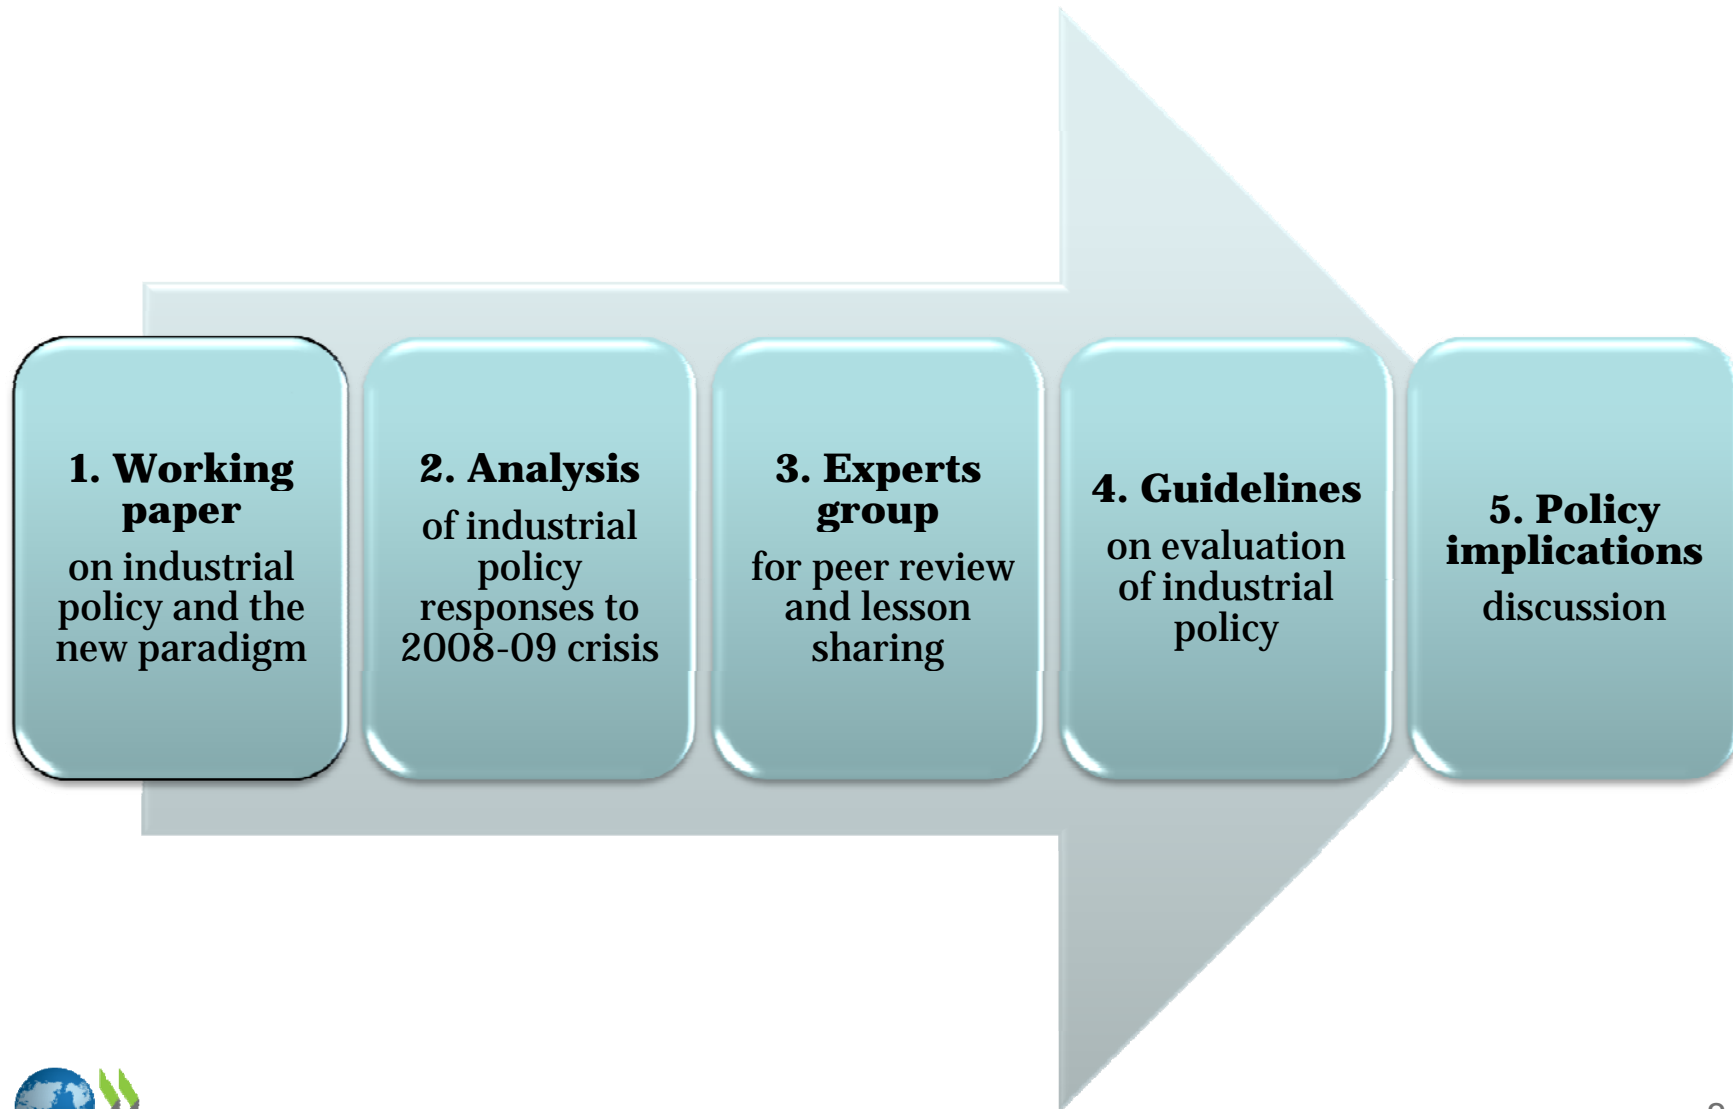 1. Working
paper
on industrial
policy and the
new paradigm
2. Analysis
of industrial
policy
responses to
2008-09 crisis
3. Experts
group
for peer review
and lesson
sharing
4. Guidelines
on evaluation
of industrial
policy
5. Policy
implications
discussion